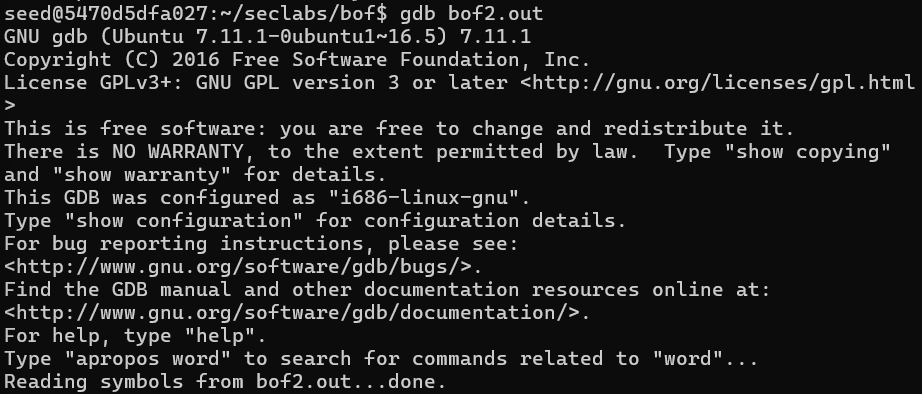 seed@5470d5dfa027:~/seclabs/bof$ gdb bof2.out
GNU gdb (Ubuntu 7.11.1-0ubuntu1~16.5) 7.11.1
Copyright (C) 2016 Free Software Foundation, Inc.
License GPLv3+: GNU GPL version 3 or later <http://gnu.org/licenses/gpl.html
>
This is free software: you are free to change and redistribute it.
There is NO WARRANTY, to the extent permitted by law.  Type "show copying"
and "show warranty" for details.
This GDB was configured as "i686-linux-gnu".
Type "show configuration" for configuration details.
For bug reporting instructions, please see:
<http://www.gnu.org/software/gdb/bugs/>.
Find the GDB manual and other documentation resources online at:
<http://www.gnu.org/software/gdb/documentation/>.
For help, type "help".
Type "apropos word" to search for commands related to "word"...
Reading symbols from bof2.out...done.